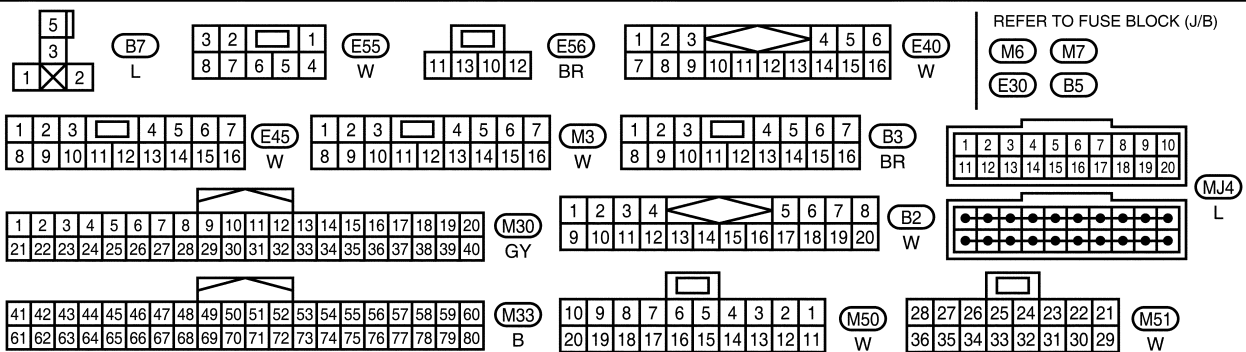 5
3
1 2
B7
L
3 2 1
8 7 6 5 4
E55
W
11 13 10 12
E56
BR
1 2 3 4 5 6
7 8 9 10 11 12 13 14 15 16
E40
W
REFER TO FUSE BLOCK (J/B)
M6 M7
E30 B5
1 2 3 4 5 6 7
8 9 10 11 12 13 14 15 16
E45
W
1 2 3 4 5 6 7
8 9 10 11 12 13 14 15 16
M3
W
1 2 3 4 5 6 7
8 9 10 11 12 13 14 15 16
B3
BR
1 2 3 4 5 6 7 8 9 10
11 12 13 14 15 16 17 18 19 20
MJ4
L
1 2 3 4 5 6 7 8 9 10 11 12 13 14 15 16 17 18 19 20
21 22 23 24 25 26 27 28 29 30 31 32 33 34 35 36 37 38 39 40
M30
GY
1 2 3 4 5 6 7 8
9 10 11 12 13 14 15 16 17 18 19 20
B2
W
41 42 43 44 45 46 47 48 49 50 51 52 53 54 55 56 57 58 59 60
61 62 63 64 65 66 67 68 69 70 71 72 73 74 75 76 77 78 79 80
M33
B
10 9 8 7 6 5 4 3 2 1
20 19 18 17 16 15 14 13 12 11
M50
W
28 27 26 25 24 23 22 21
36 35 34 33 32 31 30 29
M51
W